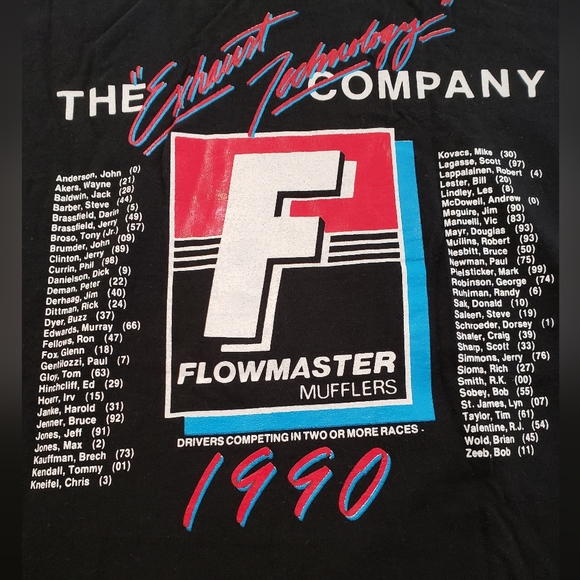 THE "Exhaust Technology" COMPANY
Anderson, John (0)
Akers, Wayne (21)
Baldwin, Jack (28)
Barber, Steve (44)
Brassfield, Darin (5)
Brassfield, Jerry (49)
Broso, Tony (Jr.) (57)
Brumder, John (09)
Clinton, Jerry (89)
Currin, Phil (98)
Danielson, Dick (9)
Deman, Peter (22)
Derhaag, Jim (40)
Dittman, Rick (24)
Dyer, Buzz (37)
Edwards, Murray (66)
Fellows, Ron (47)
Fox, Glenn (18)
Gentilozzi, Paul (7)
Gloy, Tom (63)
Hinchcliff, Ed (29)
Hoerr, Irv (15)
Janke, Harold (31)
Jenner, Bruce (92)
Jones, Jeff (91)
Jones, Max (2)
Kauffman, Brech (73)
Kendall, Tommy (01)
Kneifel, Chris (3)
F
FLOWMASTER
MUFFLERS
Kovacs, Mike (30)
Lagasse, Scott (97)
Lappalainen, Robert (4)
Lester, Bill (20)
Lindley, Les (8)
McDowell, Andrew (0)
Maguire, Jim (90)
Manuelli, Vic (83)
Mayr, Douglas (93)
Mullins, Robert (93)
Nesbitt, Bruce (50)
Newman, Paul (75)
Pielsticker, Mark (99)
Robinson, George (74)
Ruhlman, Randy (6)
Sak, Donald (10)
Saleen, Steve (19)
Schroeder, Dorsey (1)
Shafer, Craig (39)
Sharp, Scott (33)
Simmons, Jerry (76)
Sloma, Rich (27)
Smith, R.K. (00)
Sobey, Bob (55)
St. James, Lyn (07)
Taylor, Tim (61)
Valentine, R.J. (54)
Wold, Brian (45)
Zeeb, Bob (11)
DRIVERS COMPETING IN TWO OR MORE RACES -
1990